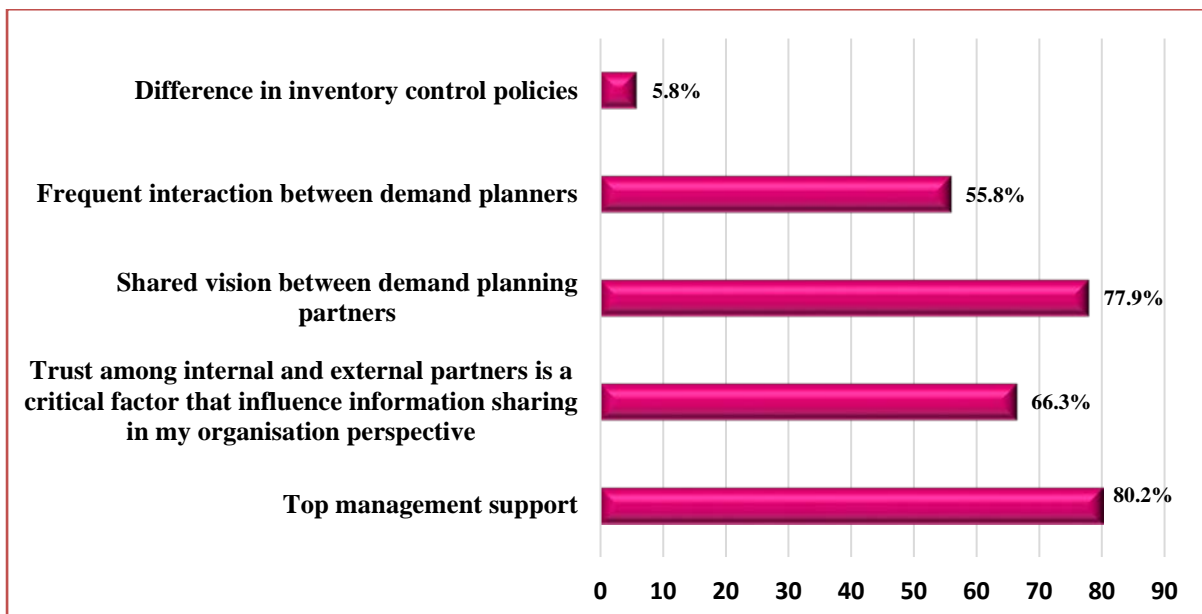 Difference in inventory control policies
5.8%
Frequent interaction between demand planners
55.8%
Shared vision between demand planning
partners
77.9%
Trust among internal and external partners is a
critical factor that influence information sharing
in my organisation perspective
66.3%
Top management support
80.2%
0 10 20 30 40 50 60 70 80 90